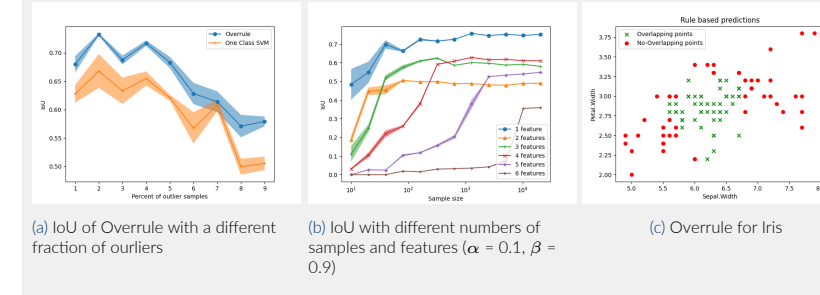 Overrule
One Class SVM
0.70
0.65
0.60
0.55
0.50
IoU
1 2 3 4 5 6 7 8 9
Percent of outlier samples
0.7
0.6
0.5
0.4
0.3
0.2
0.1
0.0
IoU
1 feature
2 features
3 features
4 features
5 features
6 features
10¹ 10² 10³ 10⁴
Sample size
Rule based predictions
Overlapping points
No-Overlapping points
3.75
3.50
3.25
3.00
2.75
2.50
2.25
2.00
Petal.Width
5.0 5.5 6.0 6.5 7.0 7.5
Sepal.Width
(a) IoU of Overrule with a different
fraction of ourliers
(b) IoU with different numbers of
samples and features (α = 0.1, β =
0.9)
(c) Overrule for Iris